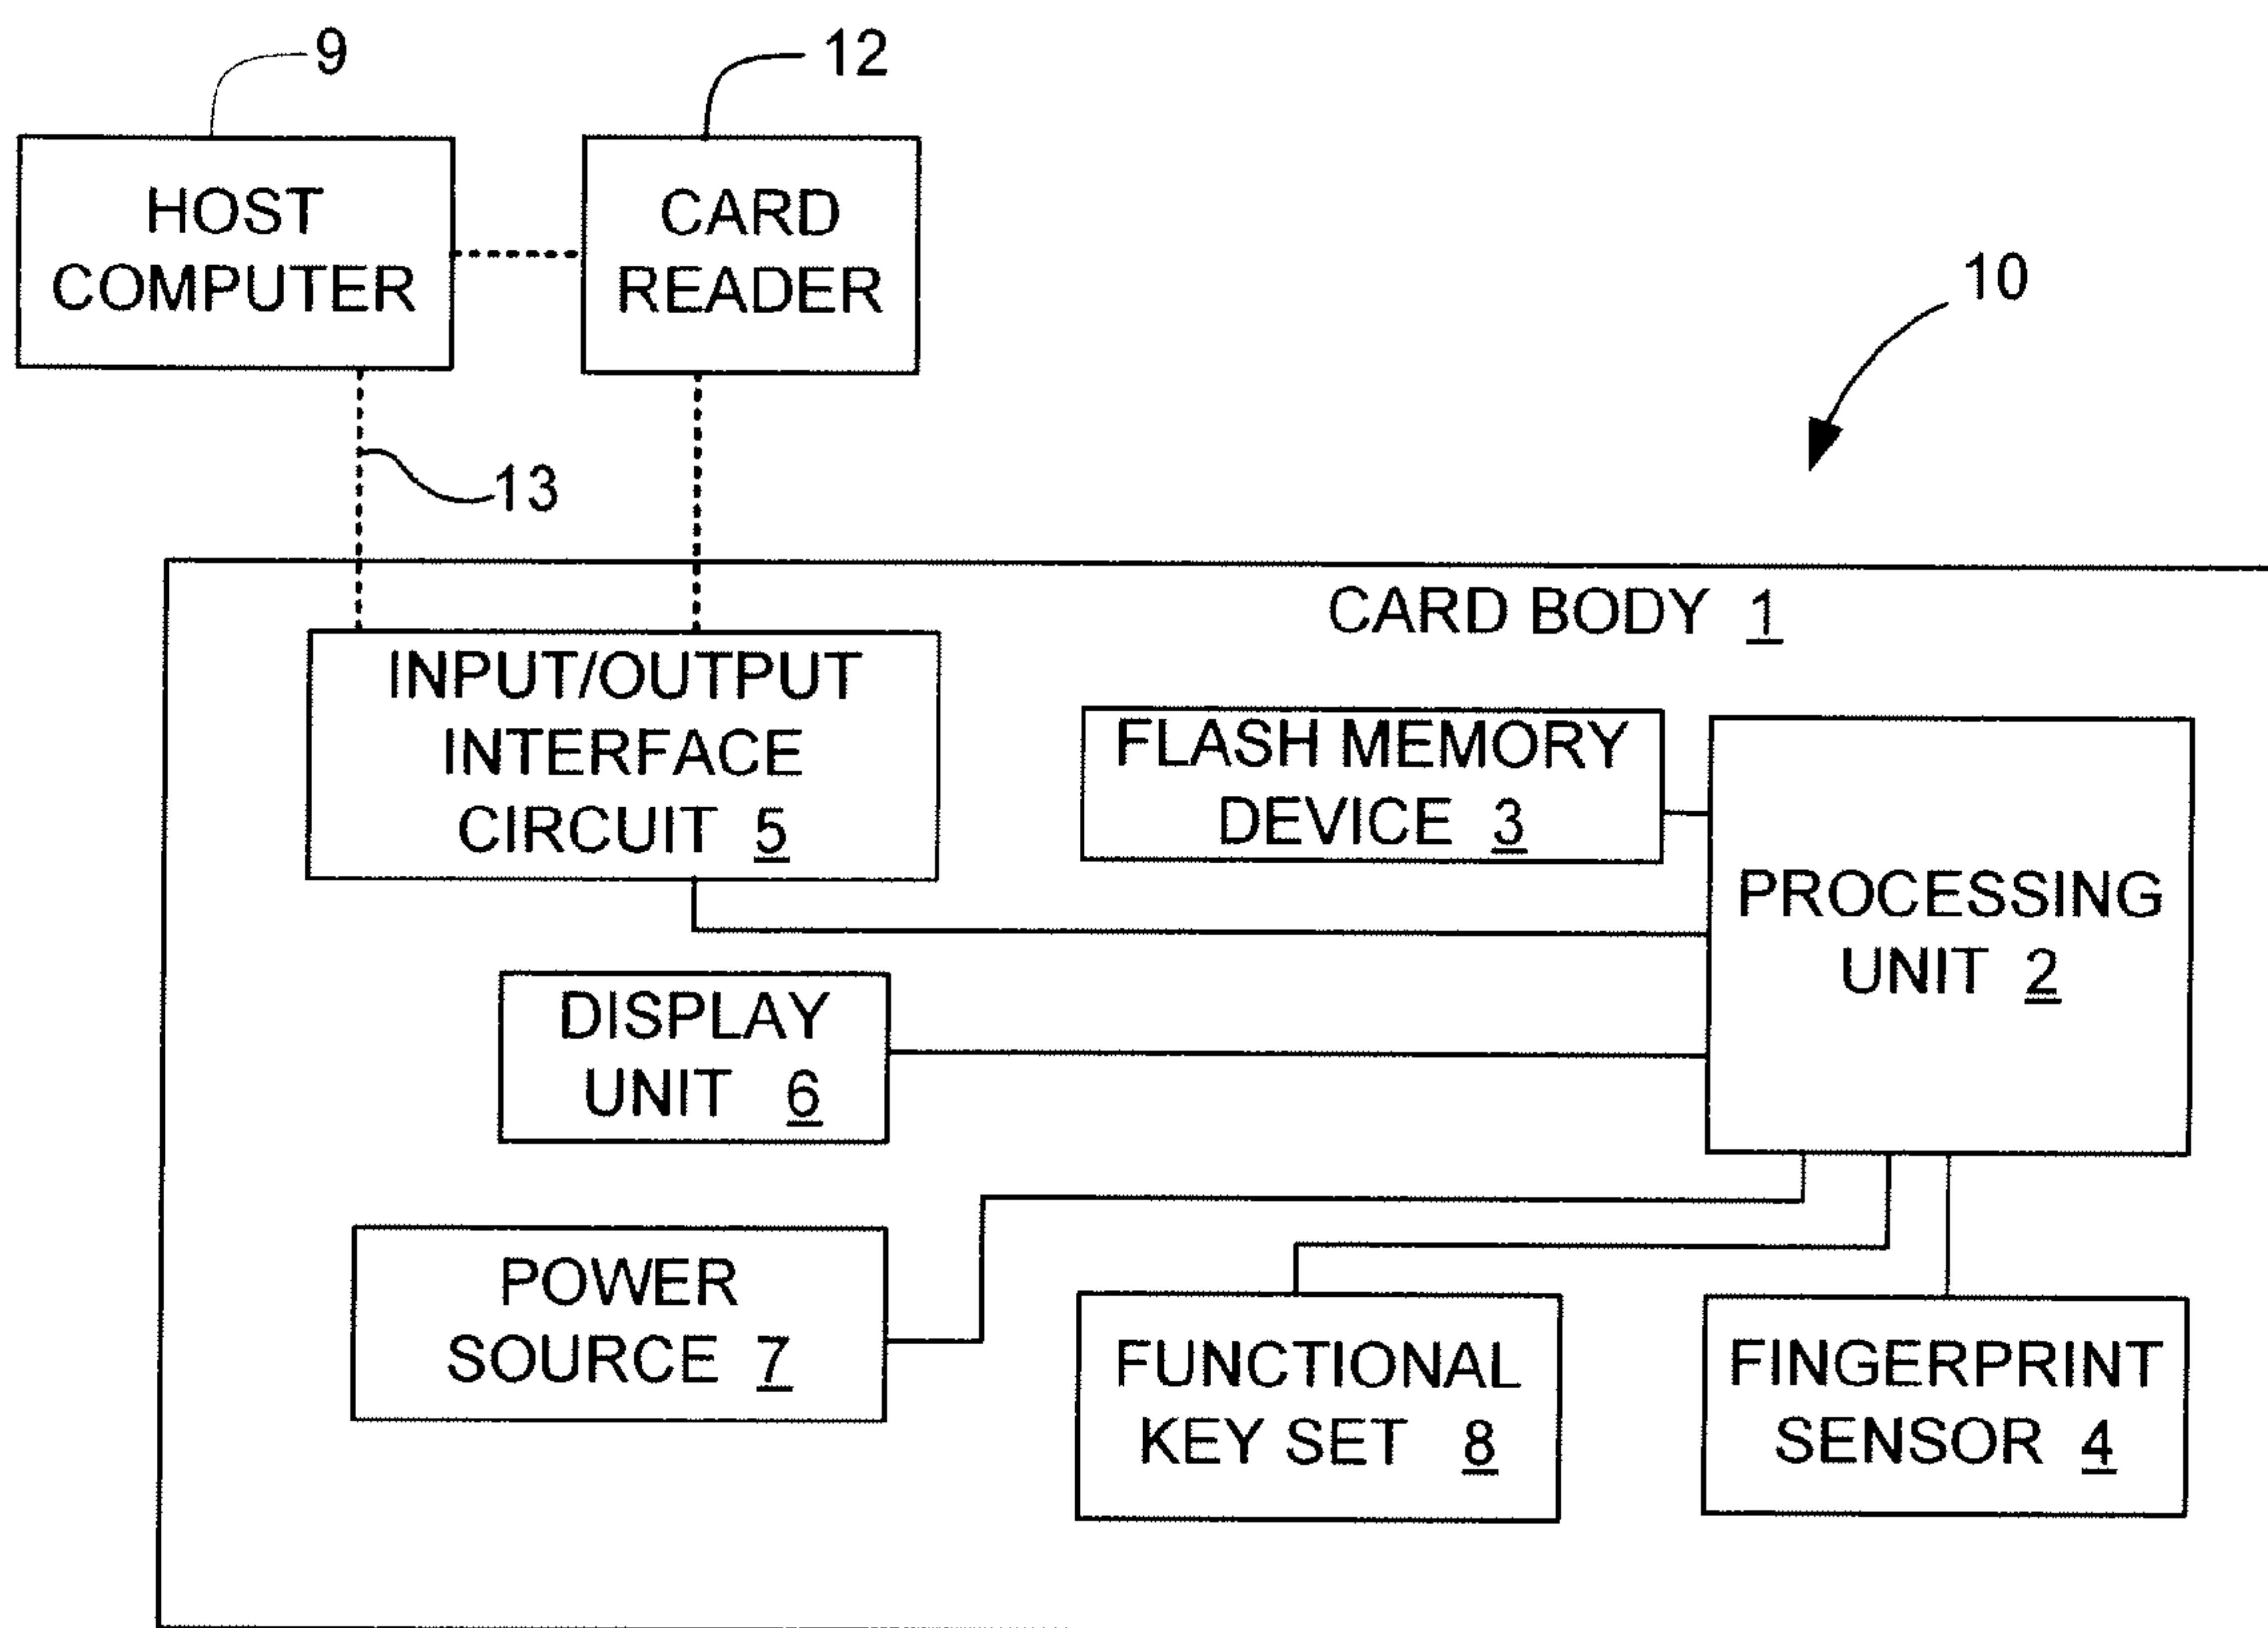 9
12
HOST
COMPUTER
CARD
READER
10
13
CARD BODY 1
INPUT/OUTPUT
INTERFACE
CIRCUIT 5
FLASH MEMORY
DEVICE 3
PROCESSING
UNIT 2
DISPLAY
UNIT 6
POWER
SOURCE 7
FUNCTIONAL
KEY SET 8
FINGERPRINT
SENSOR 4